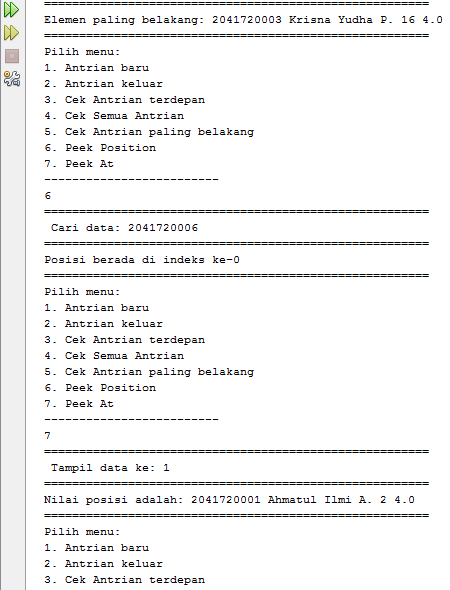 =======================================================
Elemen paling belakang: 2041720003 Krisna Yudha P. 16 4.0
=======================================================
Pilih menu:
1. Antrian baru
2. Antrian keluar
3. Cek Antrian terdepan
4. Cek Semua Antrian
5. Cek Antrian paling belakang
6. Peek Position
7. Peek At
-------------------------
6
=======================================================
 Cari data: 2041720006
=======================================================
Posisi berada di indeks ke-0
=======================================================
Pilih menu:
1. Antrian baru
2. Antrian keluar
3. Cek Antrian terdepan
4. Cek Semua Antrian
5. Cek Antrian paling belakang
6. Peek Position
7. Peek At
-------------------------
7
=======================================================
 Tampil data ke: 1
=======================================================
Nilai posisi adalah: 2041720001 Ahmatul Ilmi A. 2 4.0
=======================================================
Pilih menu:
1. Antrian baru
2. Antrian keluar
3. Cek Antrian terdepan